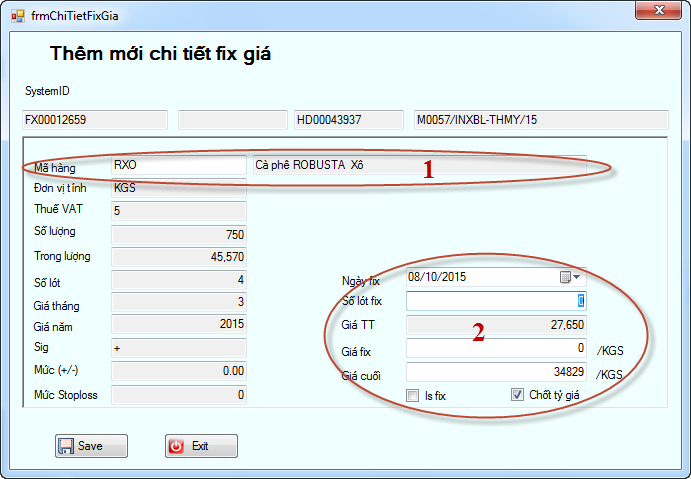 frmChiTietFixGia
Thêm mới chi tiết fix giá
SystemID
FX00012659 HD00043937 M0057/INXBL-THMY/15
Mã hàng RXO Cà phê ROBUSTA Xô 1
Đơn vị tính KGS
Thuế VAT 5
Số lượng 750
Trong lượng 45,570
Số lót 4
Giá tháng 3
Giá năm 2015
Sig +
Mức (+/-) 0.00
Mức Stoploss 0
Ngày fix 08/10/2015
Số lót fix 0
Giá TT 27,650
2
Giá fix 0 /KGS
Giá cuối 34829 /KGS
Is fix Chốt tỷ giá
Save Exit